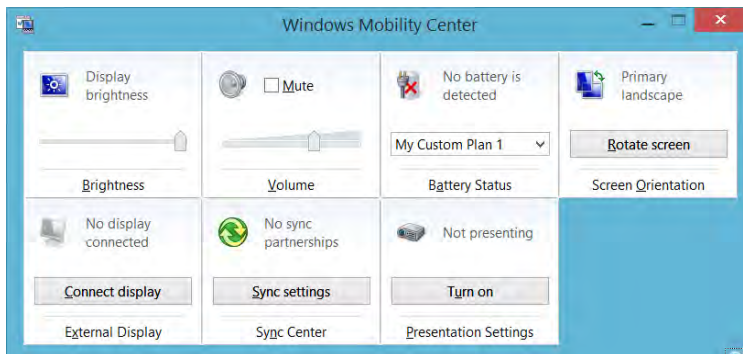 Windows Mobility Center
Display
brightness
Brightness
Mute
Volume
No battery is
detected
My Custom Plan 1
Battery Status
Primary
landscape
Rotate screen
Screen Orientation
No display
connected
Connect display
External Display
No sync
partnerships
Sync settings
Sync Center
Not presenting
Turn on
Presentation Settings